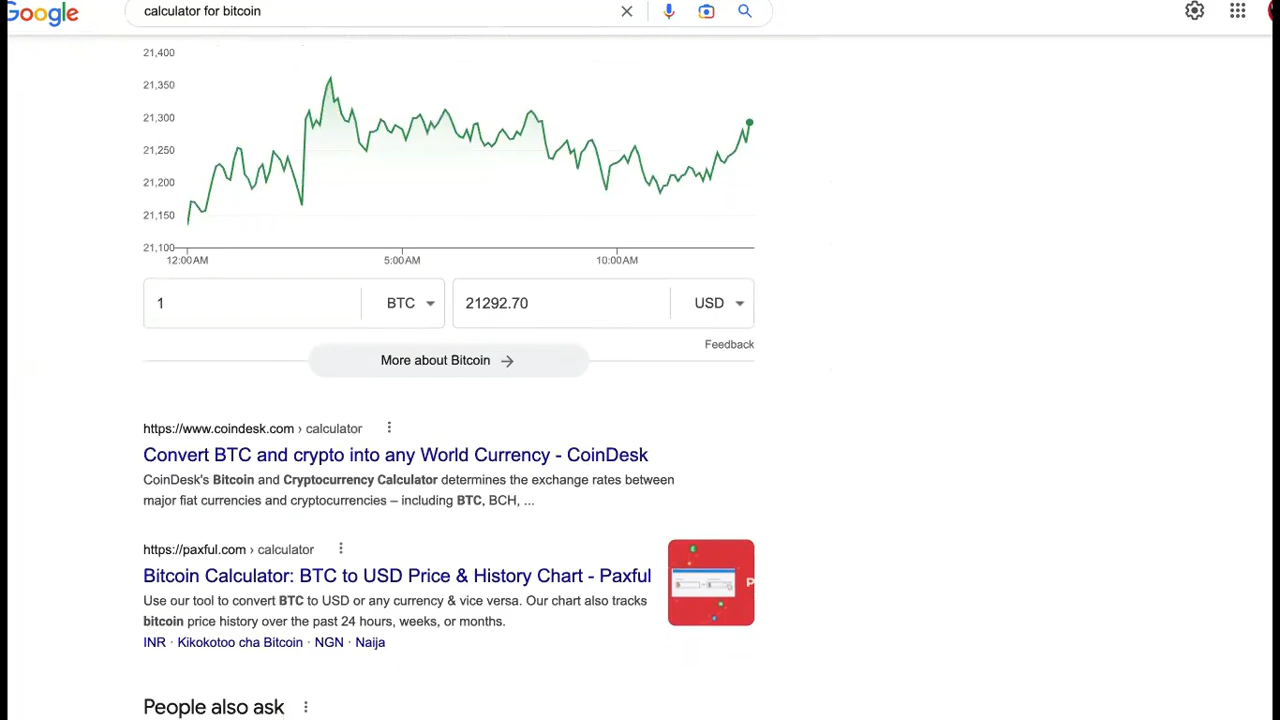 Google
calculator for bitcoin
21,400
21,350
21,300
21,250
21,200
21,150
21,100
12:00 AM 5:00 AM 10:00 AM
1 BTC 21292.70 USD
Feedback
More about Bitcoin
https://www.coindesk.com › calculator
Convert BTC and crypto into any World Currency - CoinDesk
CoinDesk's Bitcoin and Cryptocurrency Calculator determines the exchange rates between
major fiat currencies and cryptocurrencies – including BTC, BCH, ...
https://paxful.com › calculator
Bitcoin Calculator: BTC to USD Price & History Chart - Paxful
Use our tool to convert BTC to USD or any currency & vice versa. Our chart also tracks
bitcoin price history over the past 24 hours, weeks, or months.
INR · Kikokotoo cha Bitcoin · NGN · Naija
People also ask